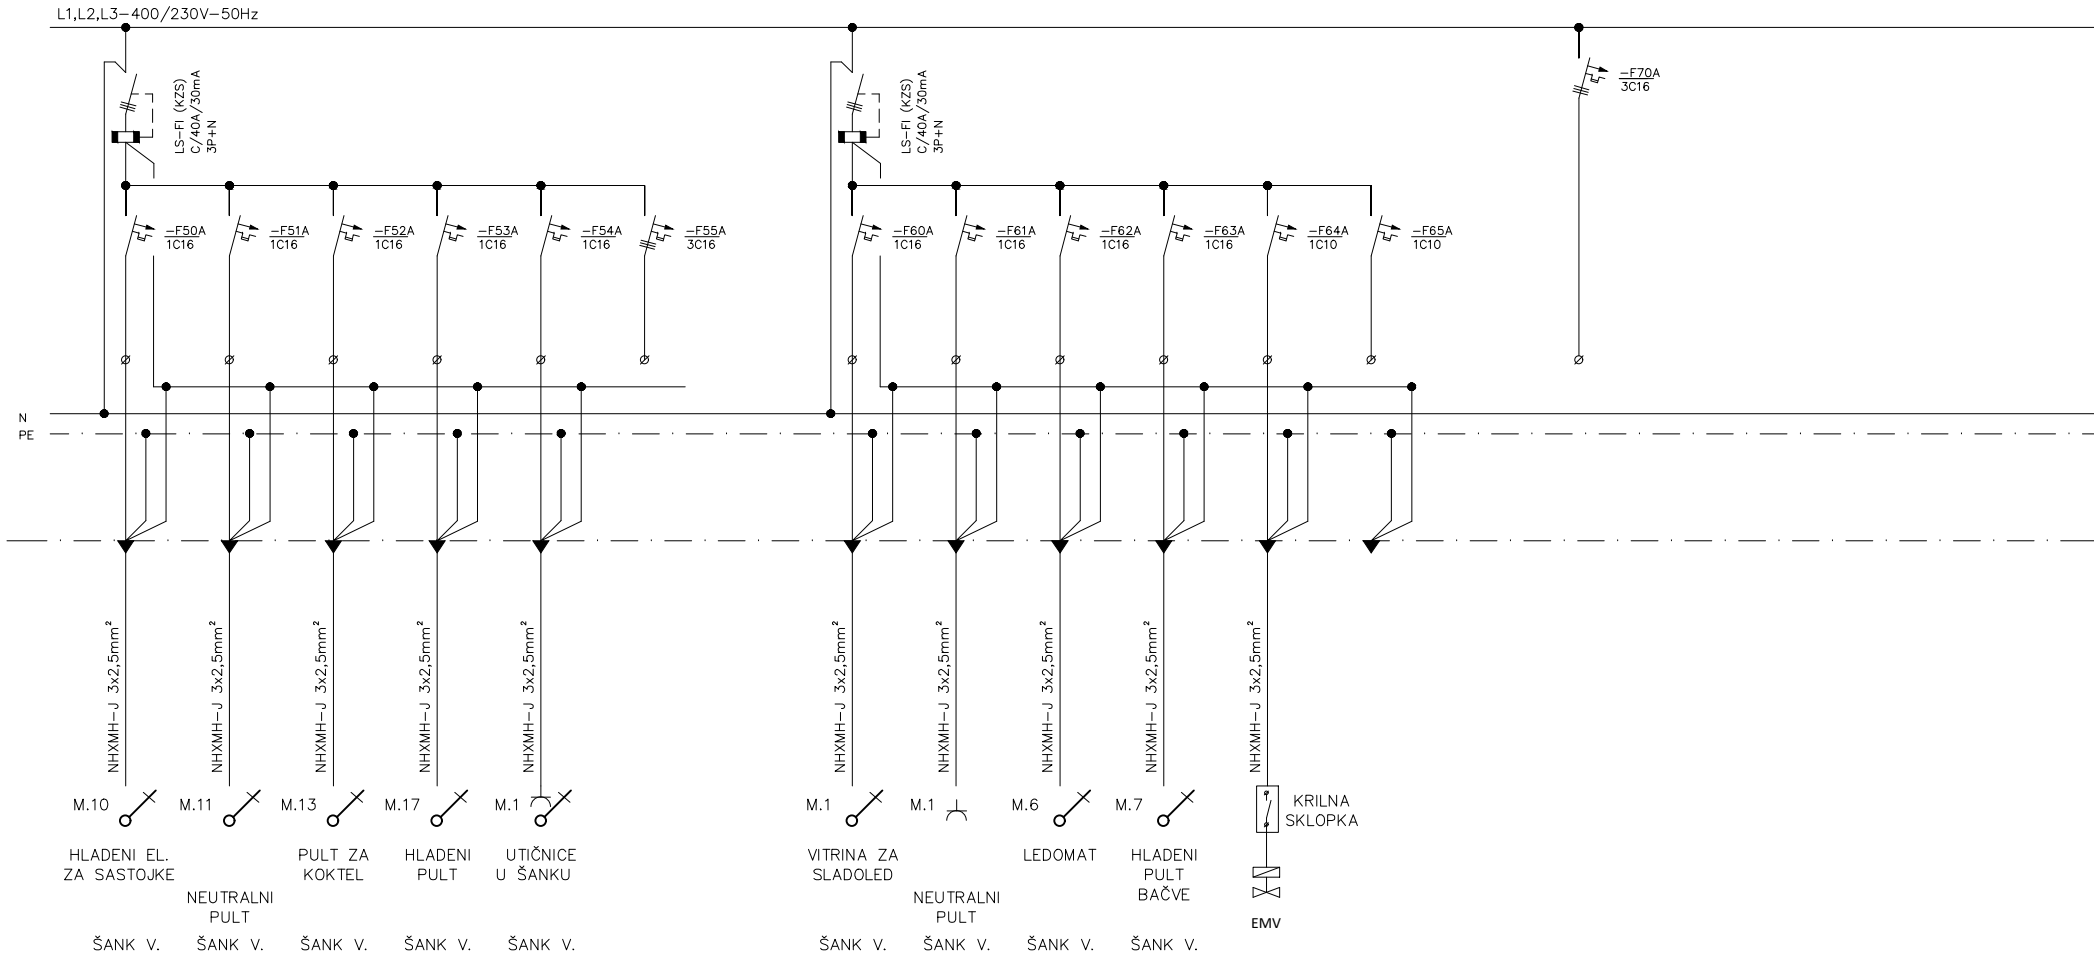 L1,L2,L3-400/230V-50Hz
LS-FI (KZS)
C/40A/30mA
3P+N
LS-FI (KZS)
C/40A/30mA
3P+N
-F70A
3C16
-F50A
1C16
-F51A
1C16
-F52A
1C16
-F53A
1C16
-F54A
1C16
-F55A
3C16
-F60A
1C16
-F61A
1C16
-F62A
1C16
-F63A
1C16
-F64A
1C10
-F65A
1C10
N
PE
NHXMH-J 3x2,5mm²
NHXMH-J 3x2,5mm²
NHXMH-J 3x2,5mm²
NHXMH-J 3x2,5mm²
NHXMH-J 3x2,5mm²
NHXMH-J 3x2,5mm²
NHXMH-J 3x2,5mm²
NHXMH-J 3x2,5mm²
NHXMH-J 3x2,5mm²
NHXMH-J 3x2,5mm²
M.10
HLADENI EL.
ZA SASTOJKE
ŠANK V.
M.11
NEUTRALNI
PULT
ŠANK V.
M.13
PULT ZA
KOKTEL
ŠANK V.
M.17
HLADENI
PULT
ŠANK V.
M.1
UTIČNICE
U ŠANKU
ŠANK V.
M.1
VITRINA ZA
SLADOLED
ŠANK V.
M.1
NEUTRALNI
PULT
ŠANK V.
M.6
LEDOMAT
ŠANK V.
M.7
HLADENI
PULT
BAČVE
ŠANK V.
KRILNA
SKLOPKA
EMV